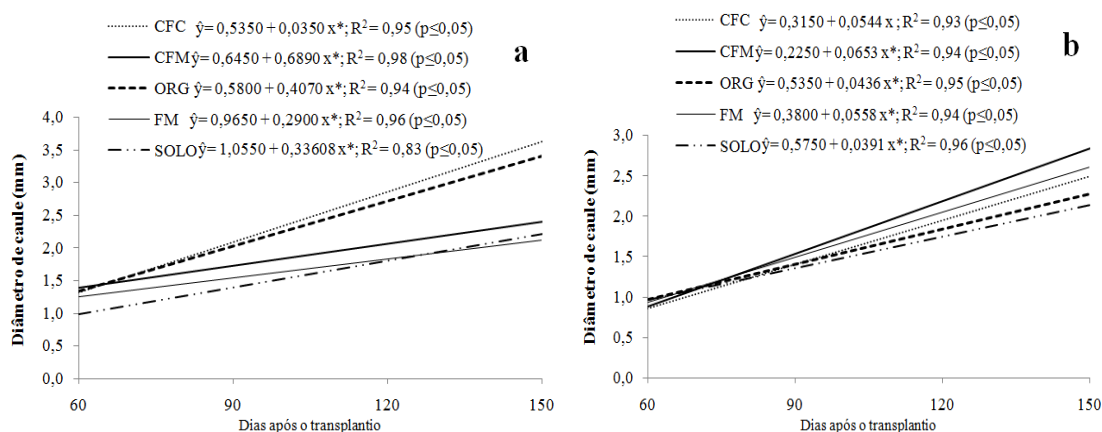 CFC ŷ = 0,5350 + 0,0350 x*; R² = 0,95 (p≤0,05)
CFM ŷ = 0,6450 + 0,6890 x*; R² = 0,98 (p≤0,05)
ORG ŷ = 0,5800 + 0,4070 x*; R² = 0,94 (p≤0,05)
FM ŷ = 0,9650 + 0,2900 x*; R² = 0,96 (p≤0,05)
SOLO ŷ = 1,0550 + 0,33608 x*; R² = 0,83 (p≤0,05)
a
Diâmetro de caule (mm)
4,0
3,5
3,0
2,5
2,0
1,5
1,0
0,5
0,0
60 90 120 150
Dias após o transplantio
CFC ŷ = 0,3150 + 0,0544 x ; R² = 0,93 (p≤0,05)
CFM ŷ = 0,2250 + 0,0653 x*; R² = 0,94 (p≤0,05)
ORG ŷ = 0,5350 + 0,0436 x*; R² = 0,95 (p≤0,05)
FM ŷ = 0,3800 + 0,0558 x*; R² = 0,94 (p≤0,05)
SOLO ŷ = 0,5750 + 0,0391 x*; R² = 0,96 (p≤0,05)
b
Diâmetro de caule (mm)
3,0
2,5
2,0
1,5
1,0
0,5
0,0
60 90 120 150
Dias após o transplantio